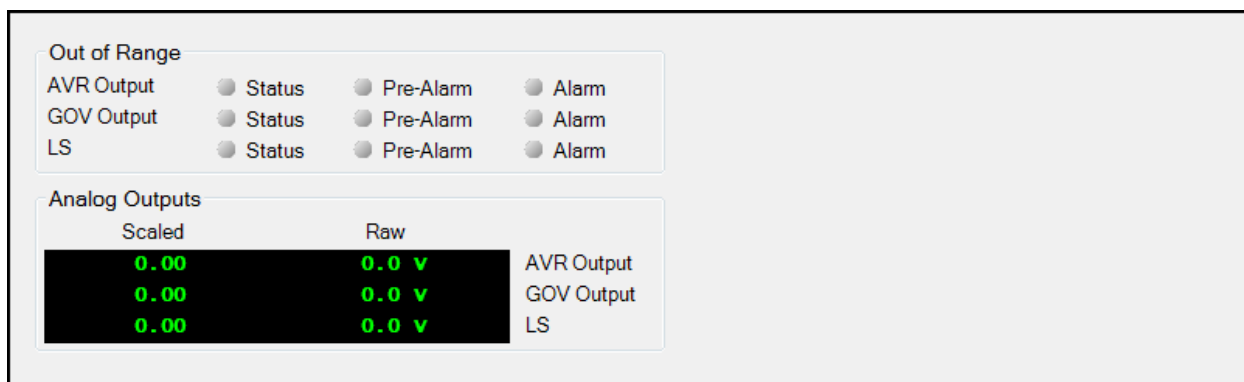 Out of Range
AVR Output Status Pre-Alarm Alarm
GOV Output Status Pre-Alarm Alarm
LS Status Pre-Alarm Alarm
Analog Outputs
Scaled Raw
0.00 0.0 V AVR Output
0.00 0.0 V GOV Output
0.00 0.0 V LS